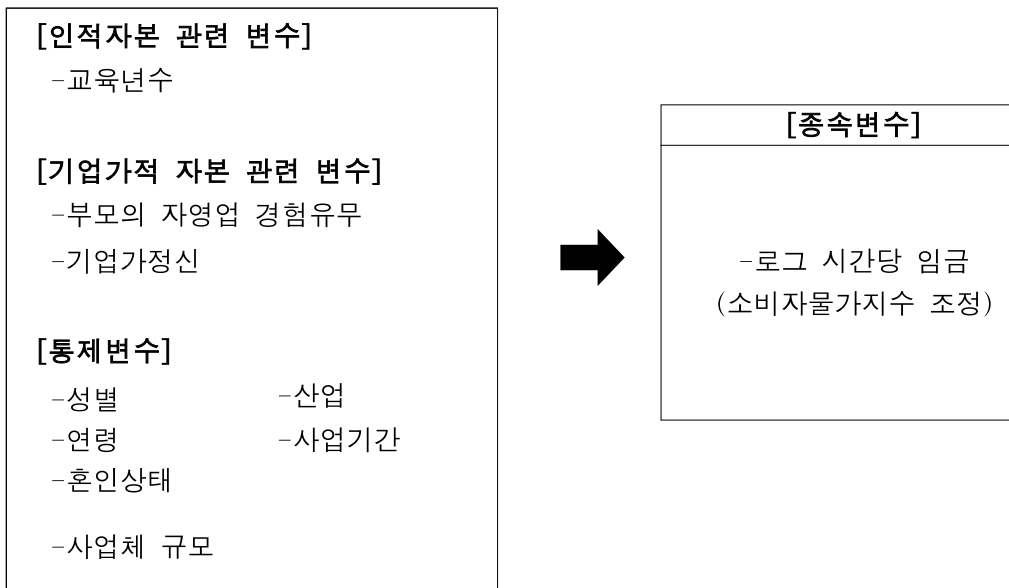 [인적자본 관련 변수]
-교육년수
[기업가적 자본 관련 변수]
-부모의 자영업 경험유무
-기업가정신
[통제변수]
-성별 -산업
-연령 -사업기간
-혼인상태
-사업체 규모
[종속변수]
-로그 시간당 임금
(소비자물가지수 조정)